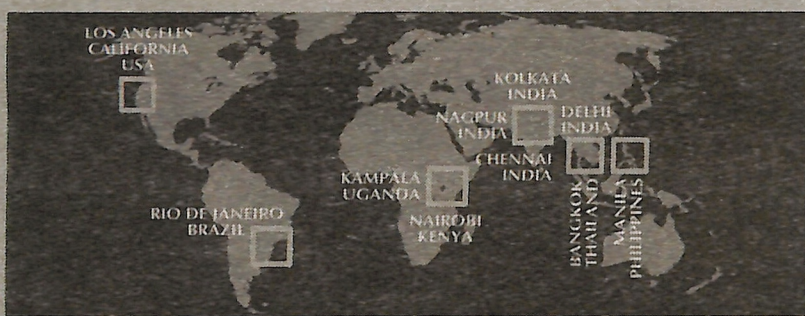 LOS ANGELES
CALIFORNIA
USA
KOLKATA
INDIA
NAGPUR
INDIA
DELHI
INDIA
CHENNAI
INDIA
KAMPALA
UGANDA
NAIROBI
KENYA
RIO DE JANEIRO
BRAZIL
BANGKOK
THAILAND
MANILA
PHILIPPINES